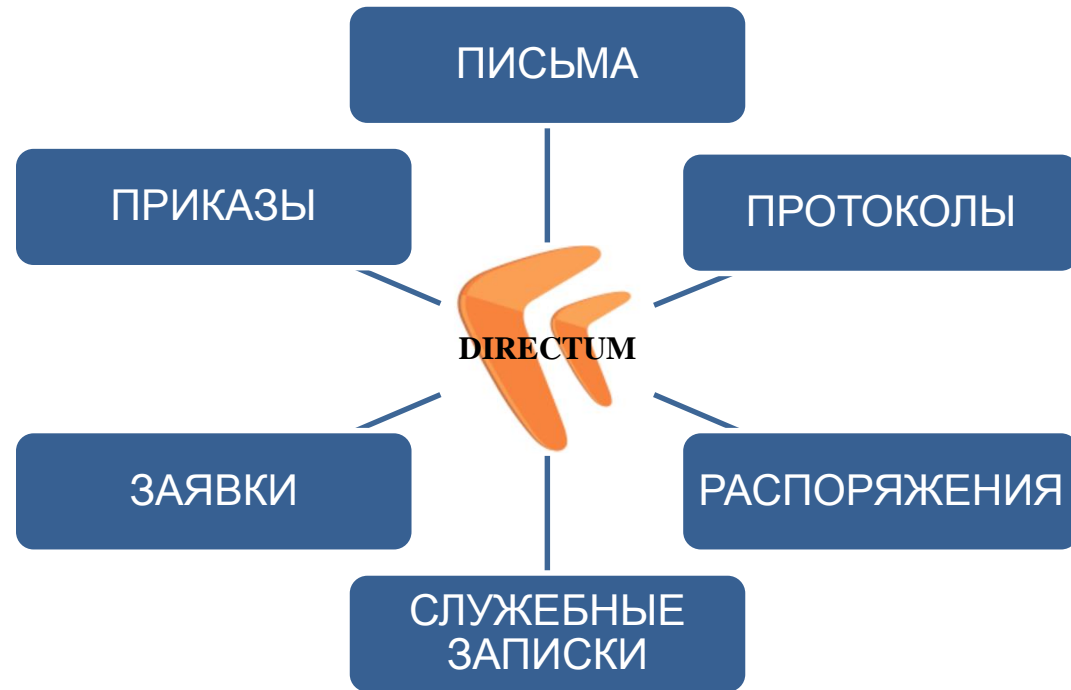 ПИСЬМА
ПРИКАЗЫ
ПРОТОКОЛЫ
DIRECTUM
ЗАЯВКИ
РАСПОРЯЖЕНИЯ
СЛУЖЕБНЫЕ
ЗАПИСКИ